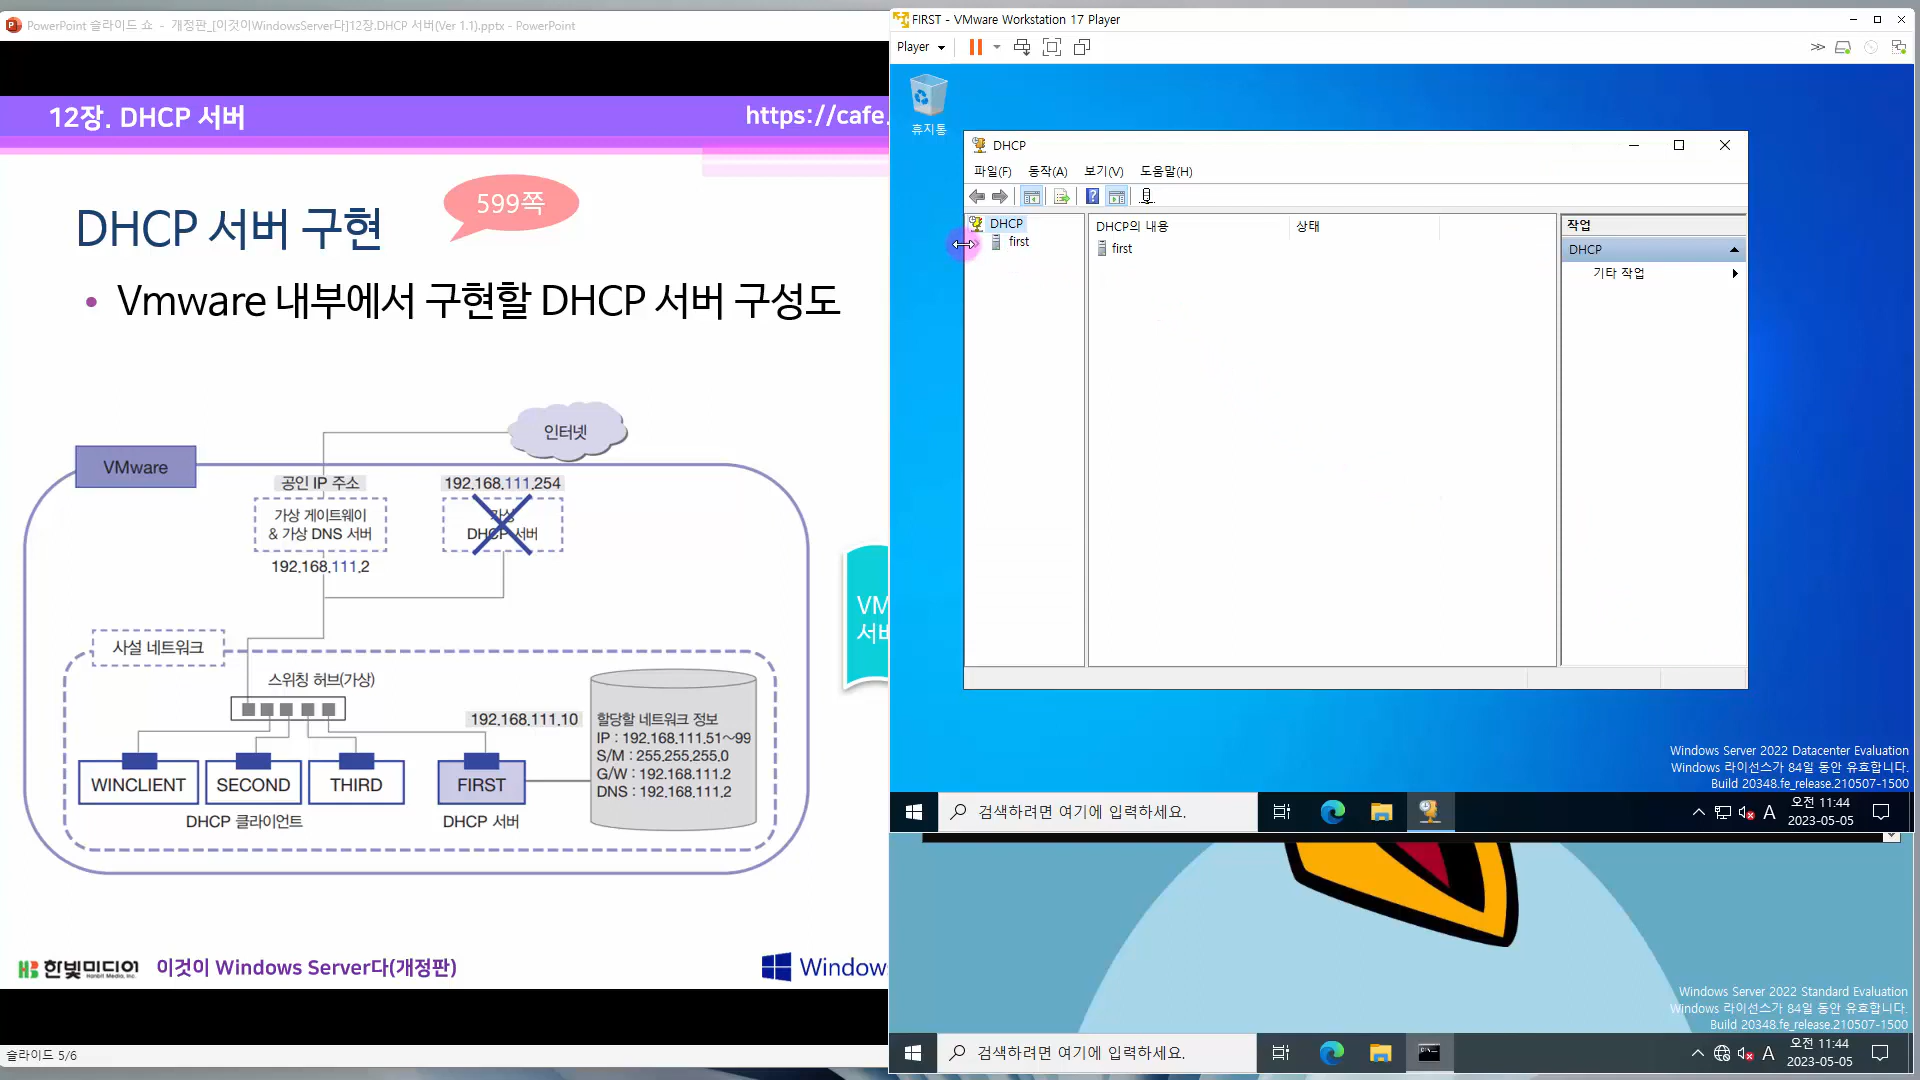 PowerPoint 슬라이드 쇼 - 개정판_[이것이WindowsServer다]12장.DHCP 서버(Ver 1.1).pptx - PowerPoint
12장. DHCP 서버
https://cafe.
DHCP 서버 구현
599쪽
• Vmware 내부에서 구현할 DHCP 서버 구성도
인터넷
VMware
공인 IP 주소
192.168.111.254
가상 게이트웨이
& 가상 DNS 서버
가상
DHCP 서버
192.168.111.2
VM
서버
사설 네트워크
스위칭 허브(가상)
192.168.111.10
할당할 네트워크 정보
IP : 192.168.111.51~99
S/M : 255.255.255.0
G/W : 192.168.111.2
DNS : 192.168.111.2
WINCLIENT
SECOND
THIRD
FIRST
DHCP 클라이언트
DHCP 서버
한빛미디어
Hanbit Media, Inc.
이것이 Windows Server다(개정판)
Windows
슬라이드 5/6
FIRST - VMware Workstation 17 Player
Player
휴지통
DHCP
파일(F) 동작(A) 보기(V) 도움말(H)
DHCP
first
DHCP의 내용
상태
first
작업
DHCP
기타 작업
Windows Server 2022 Datacenter Evaluation
Windows 라이선스가 84일 동안 유효합니다.
Build 20348.fe_release.210507-1500
검색하려면 여기에 입력하세요.
A
오전 11:44
2023-05-05
Windows Server 2022 Standard Evaluation
Windows 라이선스가 84일 동안 유효합니다.
Build 20348.fe_release.210507-1500
검색하려면 여기에 입력하세요.
A
오전 11:44
2023-05-05